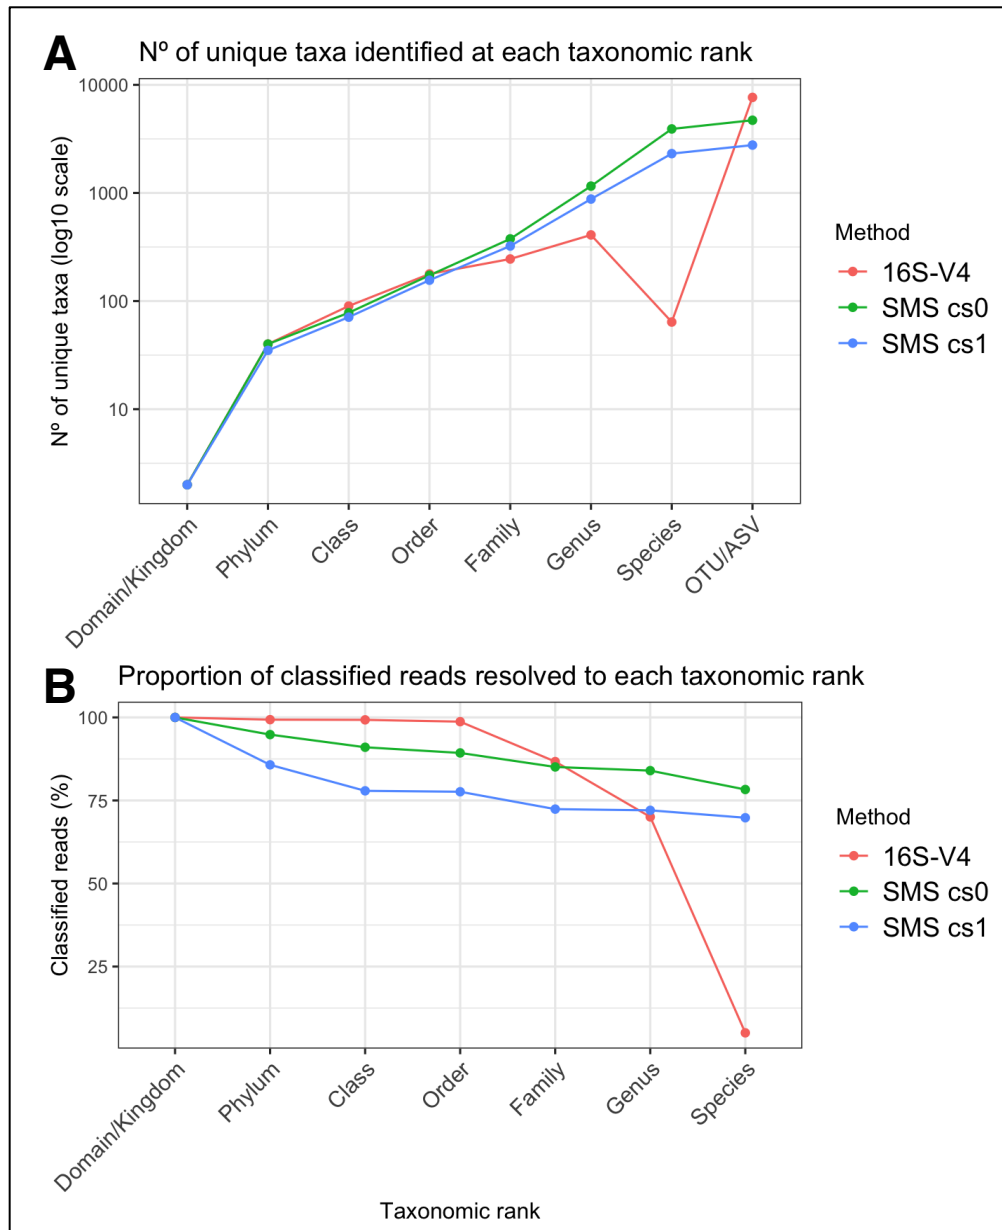 A
Nº of unique taxa identified at each taxonomic rank
Nº of unique taxa (log10 scale)
10000
1000
100
10
Domain/Kingdom
Phylum
Class
Order
Family
Genus
Species
OTU/ASV
Method
16S-V4
SMS cs0
SMS cs1
B
Proportion of classified reads resolved to each taxonomic rank
Classified reads (%)
100
75
50
25
Domain/Kingdom
Phylum
Class
Order
Family
Genus
Species
Method
16S-V4
SMS cs0
SMS cs1
Taxonomic rank